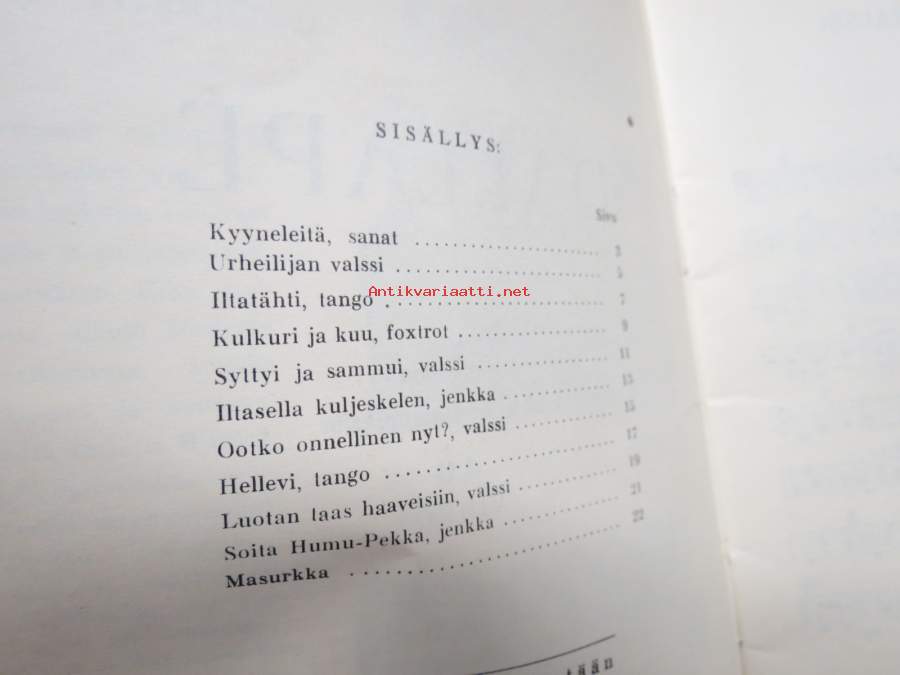 SISÄLLYS:
Sivu
Kyyneleitä, sanat .......................... 3
Urheilijan valssi .......................... 5
Iltatähti, tango .......................... 7
Kulkuri ja kuu, foxtrot .................... 9
Syttyi ja sammui, valssi ................ 11
Iltasella kuljeskelen, jenkka ............ 13
Ootko onnellinen nyt?, valssi ............ 15
Hellevi, tango .......................... 17
Luotan taas haaveisiin, valssi ............ 19
Soita Humu-Pekka, jenkka ................ 21
Masurkka .............................. 22
Antikvariaatti.net